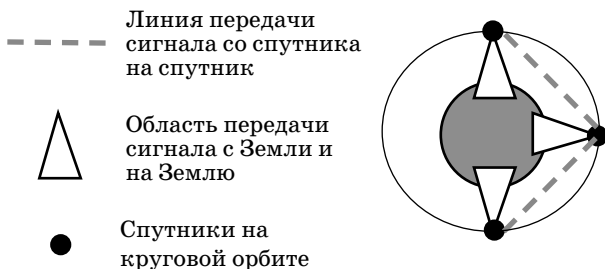 Линия передачи
сигнала со спутника
на спутник
Область передачи
сигнала с Земли и
на Землю
Спутники на
круговой орбите